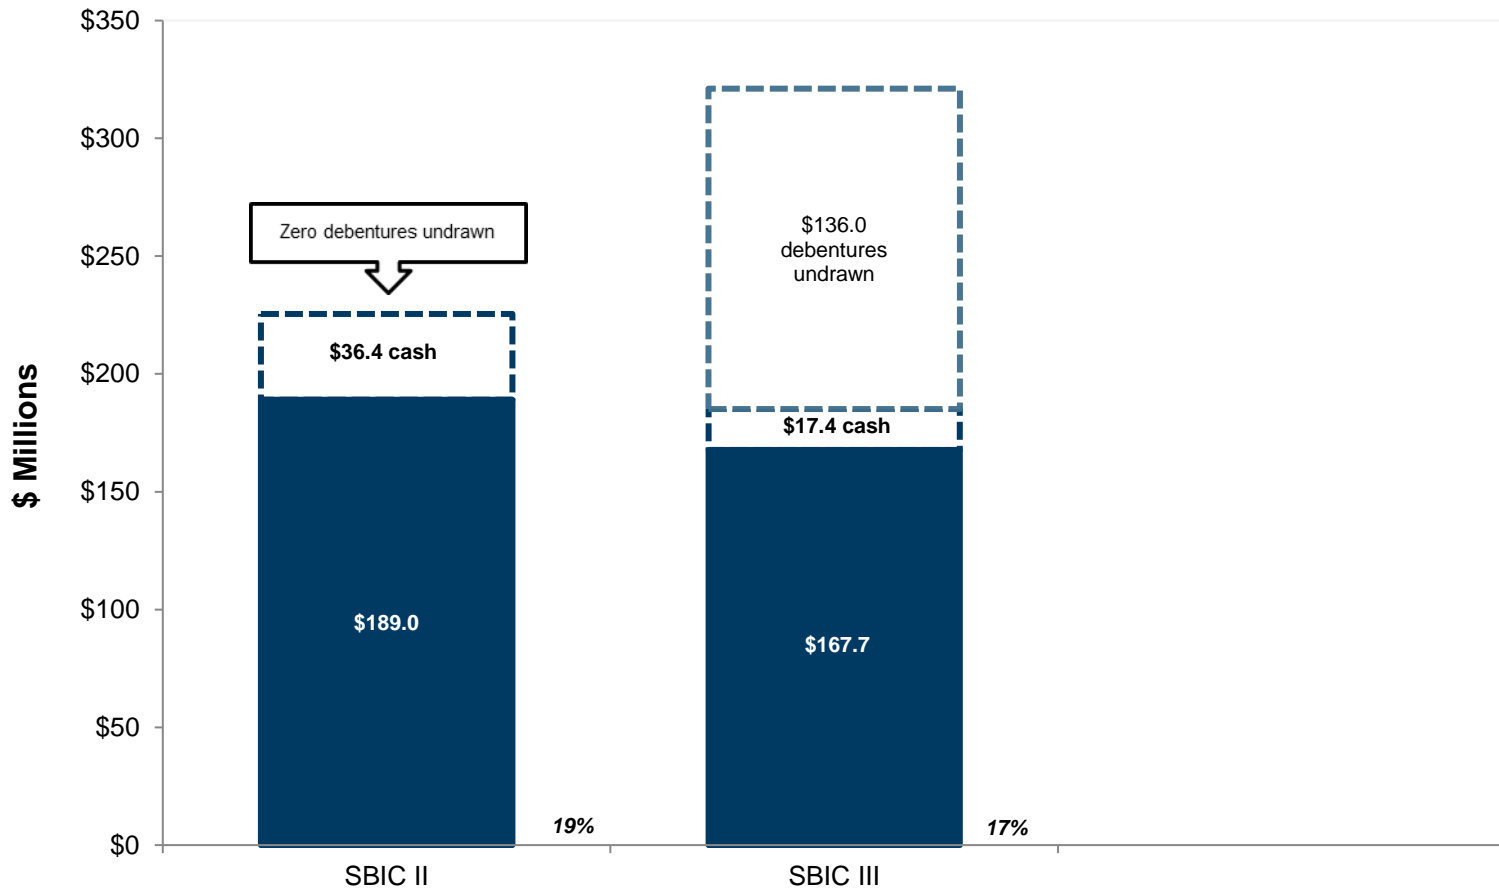 $350
$300
$250
$200
$150
$100
$50
$0
$ Millions
Zero debentures undrawn
$36.4 cash
$189.0
19%
SBIC II
$136.0
debentures
undrawn
$17.4 cash
$167.7
17%
SBIC III